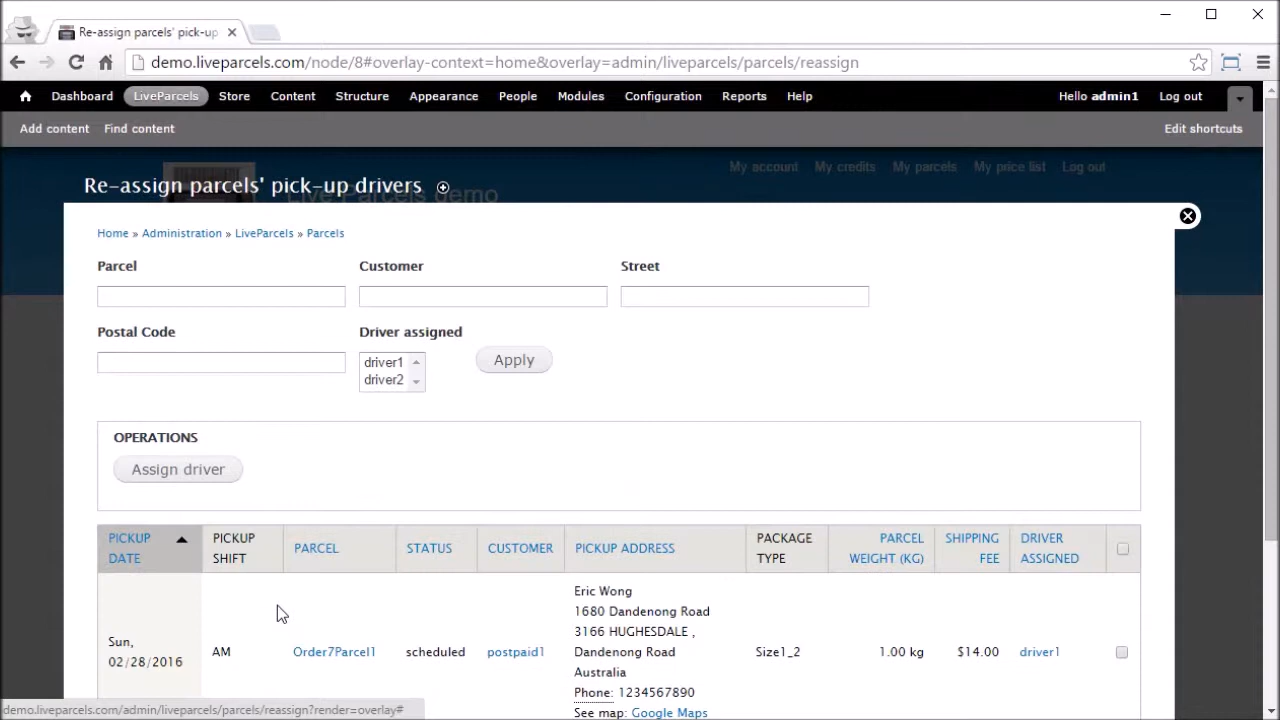 Re-assign parcels' pick-up
demo.liveparcels.com/node/8#overlay-context=home&overlay=admin/liveparcels/parcels/reassign
Dashboard LiveParcels Store Content Structure Appearance People Modules Configuration Reports Help Hello admin1 Log out
Add content Find content Edit shortcuts
My account My credits My parcels My price list Log out
Re-assign parcels' pick-up drivers
Live Parcels demo
Home » Administration » LiveParcels » Parcels
Parcel Customer Street
Postal Code Driver assigned
driver1
driver2
Apply
OPERATIONS
Assign driver
PICKUP DATE PICKUP SHIFT PARCEL STATUS CUSTOMER PICKUP ADDRESS PACKAGE TYPE PARCEL WEIGHT (KG) SHIPPING FEE DRIVER ASSIGNED
Sun, 02/28/2016 AM Order7Parcel1 scheduled postpaid1
Eric Wong
1680 Dandenong Road
3166 HUGHESDALE ,
Dandenong Road
Australia
Phone: 1234567890
See map: Google Maps
Size1_2 1.00 kg $14.00 driver1
demo.liveparcels.com/admin/liveparcels/parcels/reassign?render=overlay#